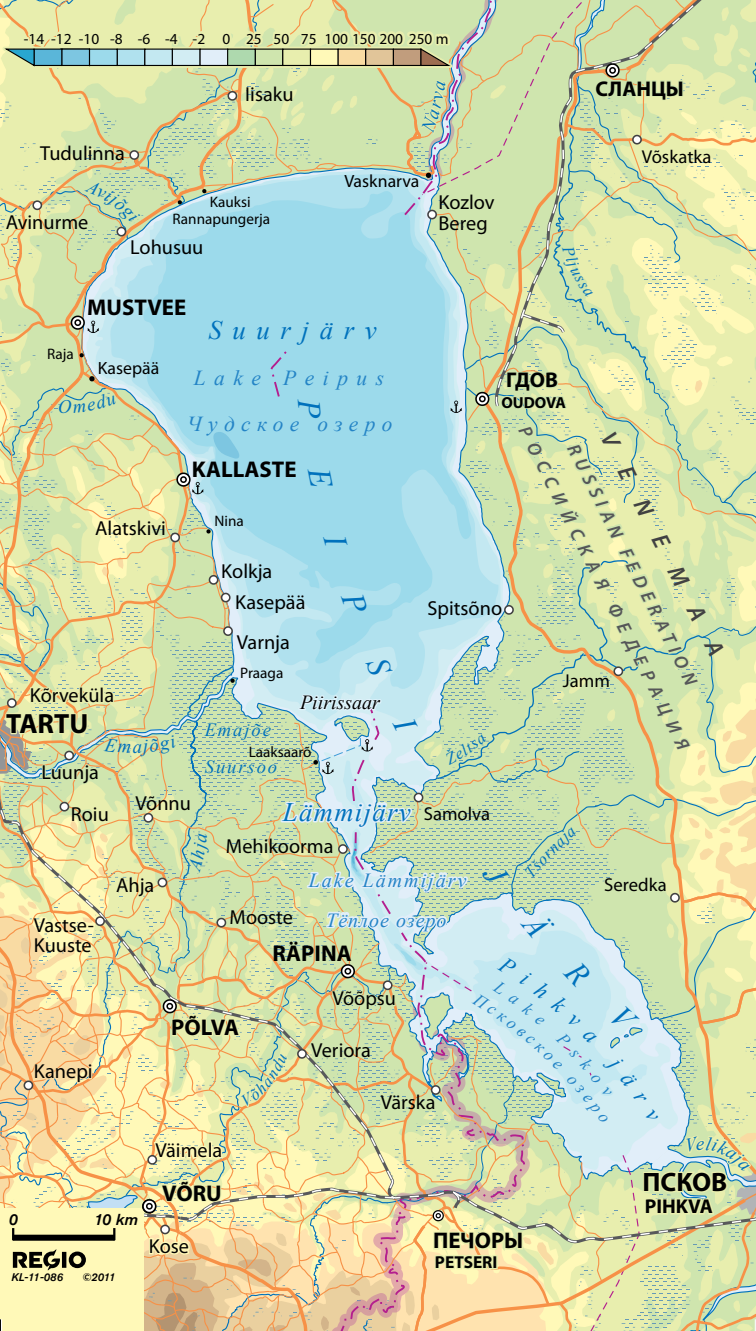 -14 -12 -10 -8 -6 -4 -2 0 25 50 75 100 150 200 250 m
Narva
Iisaku
СЛАНЦЫ
Tudulinna
Võskatka
Vasknarva
Avijõgi
Kauksi
Rannapungerja
Avinurme
Kozlov
Bereg
Lohusuu
Pljussa
MUSTVEE
Suurjärv
Raja
Kasepää
Lake Peipus
ГДОВ
OUDOVA
Omedu
Чудское озеро
KALLASTE
VENEMAA
RUSSIAN FEDERATION
РОССИЙСКАЯ ФЕДЕРАЦИЯ
PEIPSI JÄRV
Nina
Alatskivi
Kolkja
Kasepää
Spitsõno
Varnja
Praaga
Jamm
Kõrveküla
Piirissaar
TARTU
Emajõgi
Emajõe
Suursoo
Laaksaarõ
Želtsa
Luunja
Võnnu
Roiu
Lämmijärv
Samolva
Ahja
Mehikoorma
Tsornaja
Ahja
Lake Lämmijärv
Seredka
Vastse-
Kuuste
Mooste
Тёплое озеро
RÄPINA
Võõpsu
Pihkva järv
Lake Pskov
Псковское озеро
PÕLVA
Veriora
Kanepi
Võhandu
Värska
Väimela
Velikaja
VÕRU
ПСКОВ
PIHKVA
0 10 km
Kose
ПЕЧОРЫ
PETSERI
REGIO
KL-11-086 ©2011